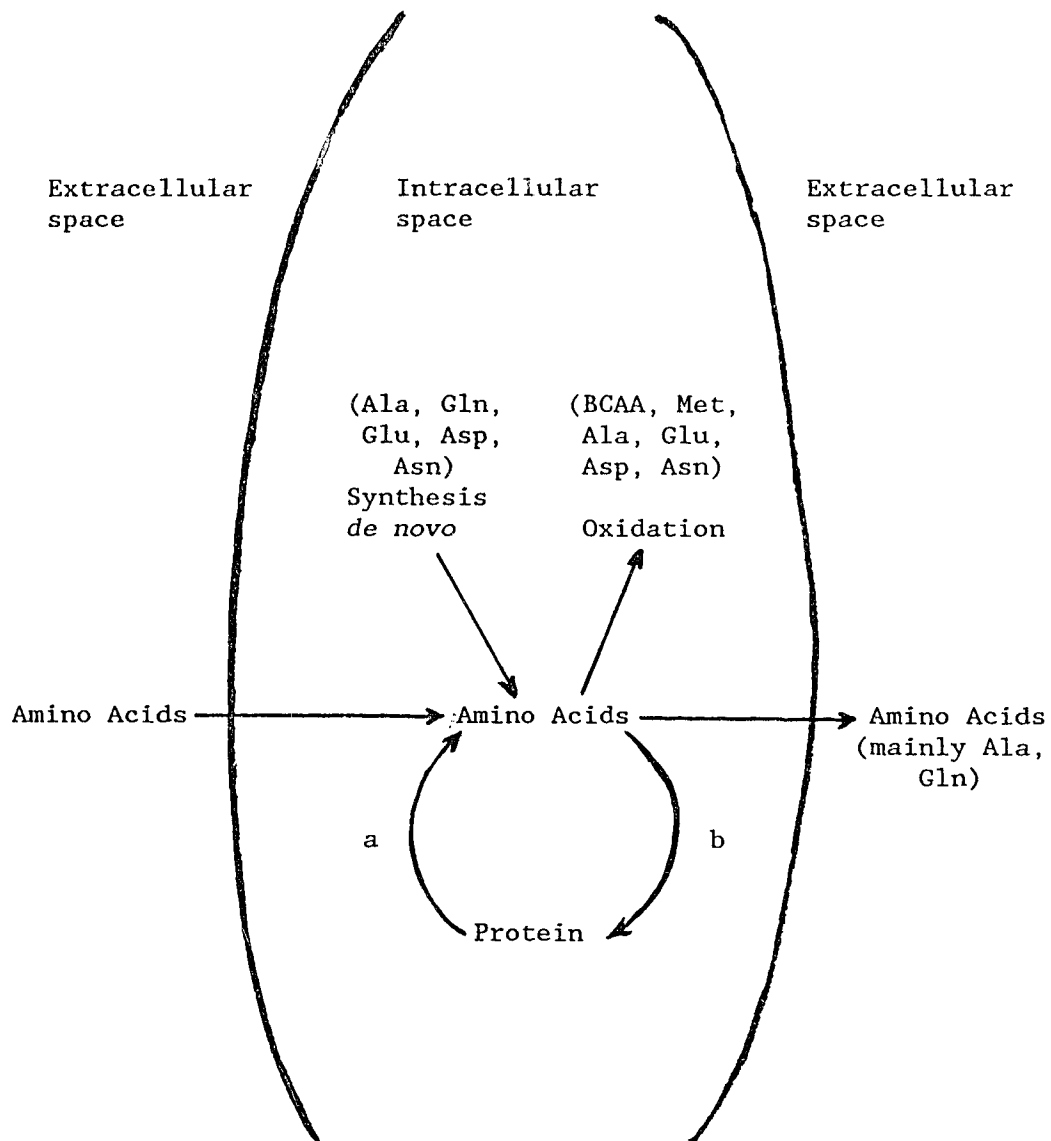 Extracellular
space
Intracellular
space
Extracellular
space
(Ala, Gln,
Glu, Asp,
Asn)
Synthesis
de novo
(BCAA, Met,
Ala, Glu,
Asp, Asn)
Oxidation
Amino Acids
Amino Acids
Amino Acids
(mainly Ala,
Gln)
a
b
Protein